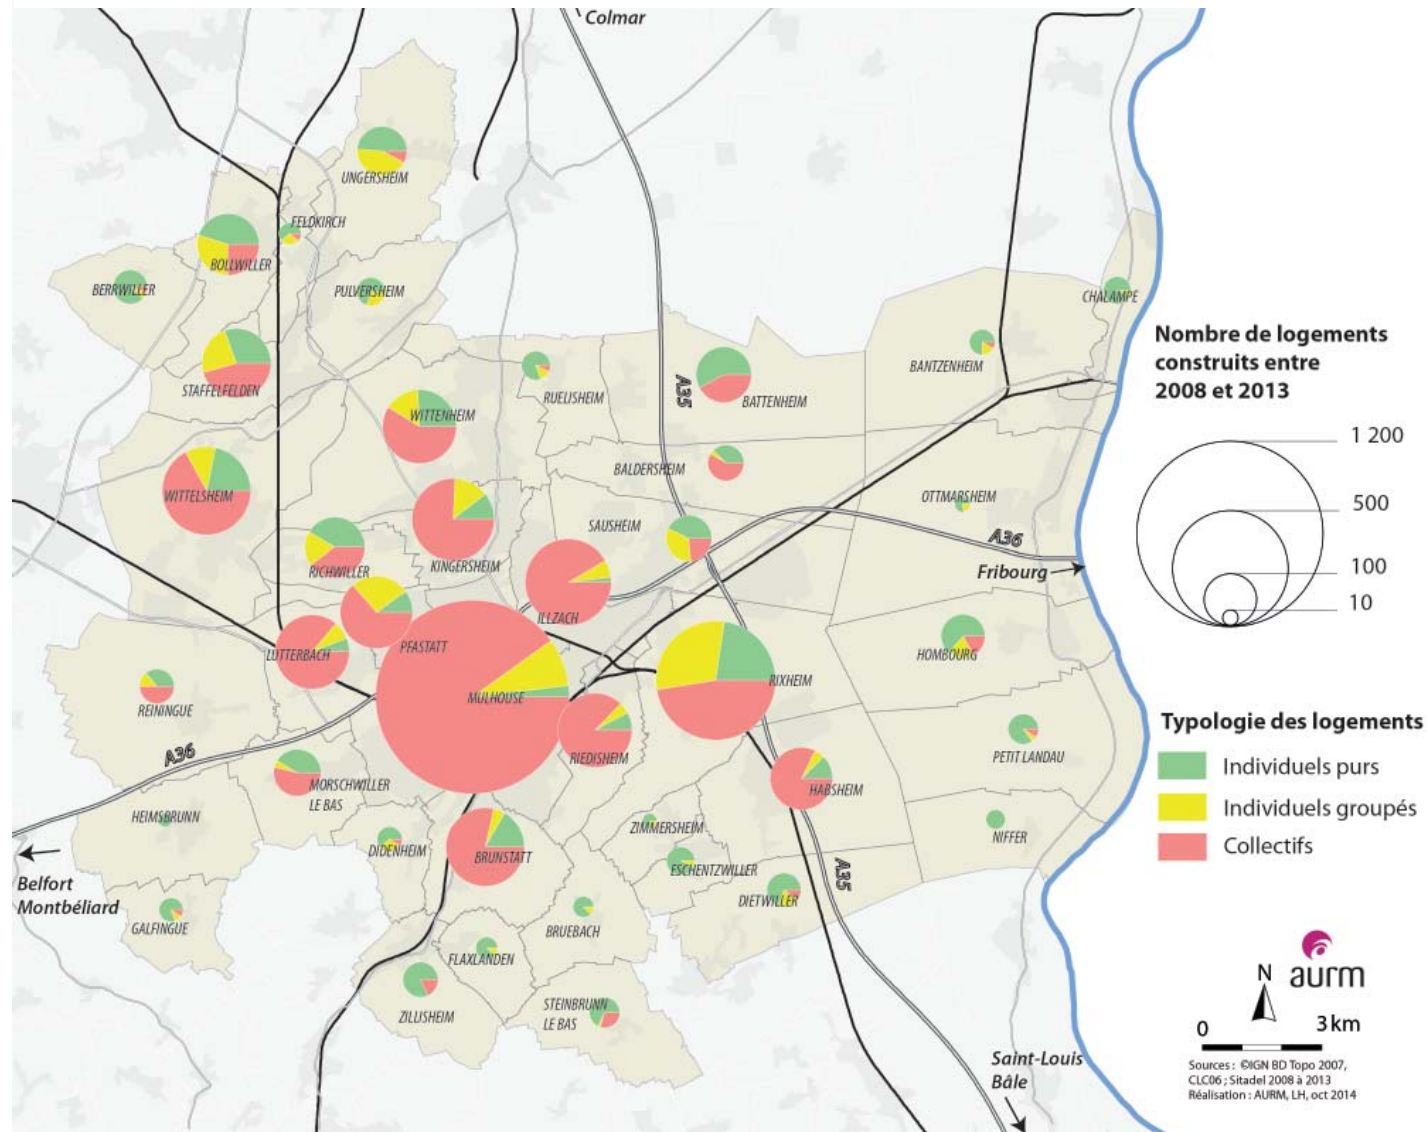 Colmar
UNGERSHEIM
FELDKIRCH
BOLLWILLER
BERRWILLER
PULVERSHEIM
CHALAMPE
STAFFELFELDEN
RUELISHEIM
A35
BATTENHEIM
BANTZENHEIM
WITTENHEIM
BALDERSHEIM
WITTELSHEIM
OTTMARSHEIM
SAUSHEIM
A36
RICHWILLER
KINGERSHEIM
Fribourg
ILLZACH
PFASTATT
LUTTERBACH
HOMBOURG
RIXHEIM
MULHOUSE
REININGUE
A36
RIEDISHEIM
PETIT LANDAU
MORSCHWILLER
LE BAS
HABSHEIM
HEIMSBRUNN
ZIMMERSHEIM
NIFFER
DIDENHEIM
BRUNSTATT
ESCHENTZWILLER
A35
Belfort
Montbéliard
DIETWILLER
GALFINGUE
BRUEBACH
FLAXLANDEN
ZILLISHEIM
STEINBRUNN
LE BAS
Saint-Louis
Bâle
Nombre de logements
construits entre
2008 et 2013
1 200
500
100
10
Typologie des logements
Individuels purs
Individuels groupés
Collectifs
N
aurm
0 3 km
Sources : ©IGN BD Topo 2007,
CLC06 ; Sitadel 2008 à 2013
Réalisation : AURM, LH, oct 2014